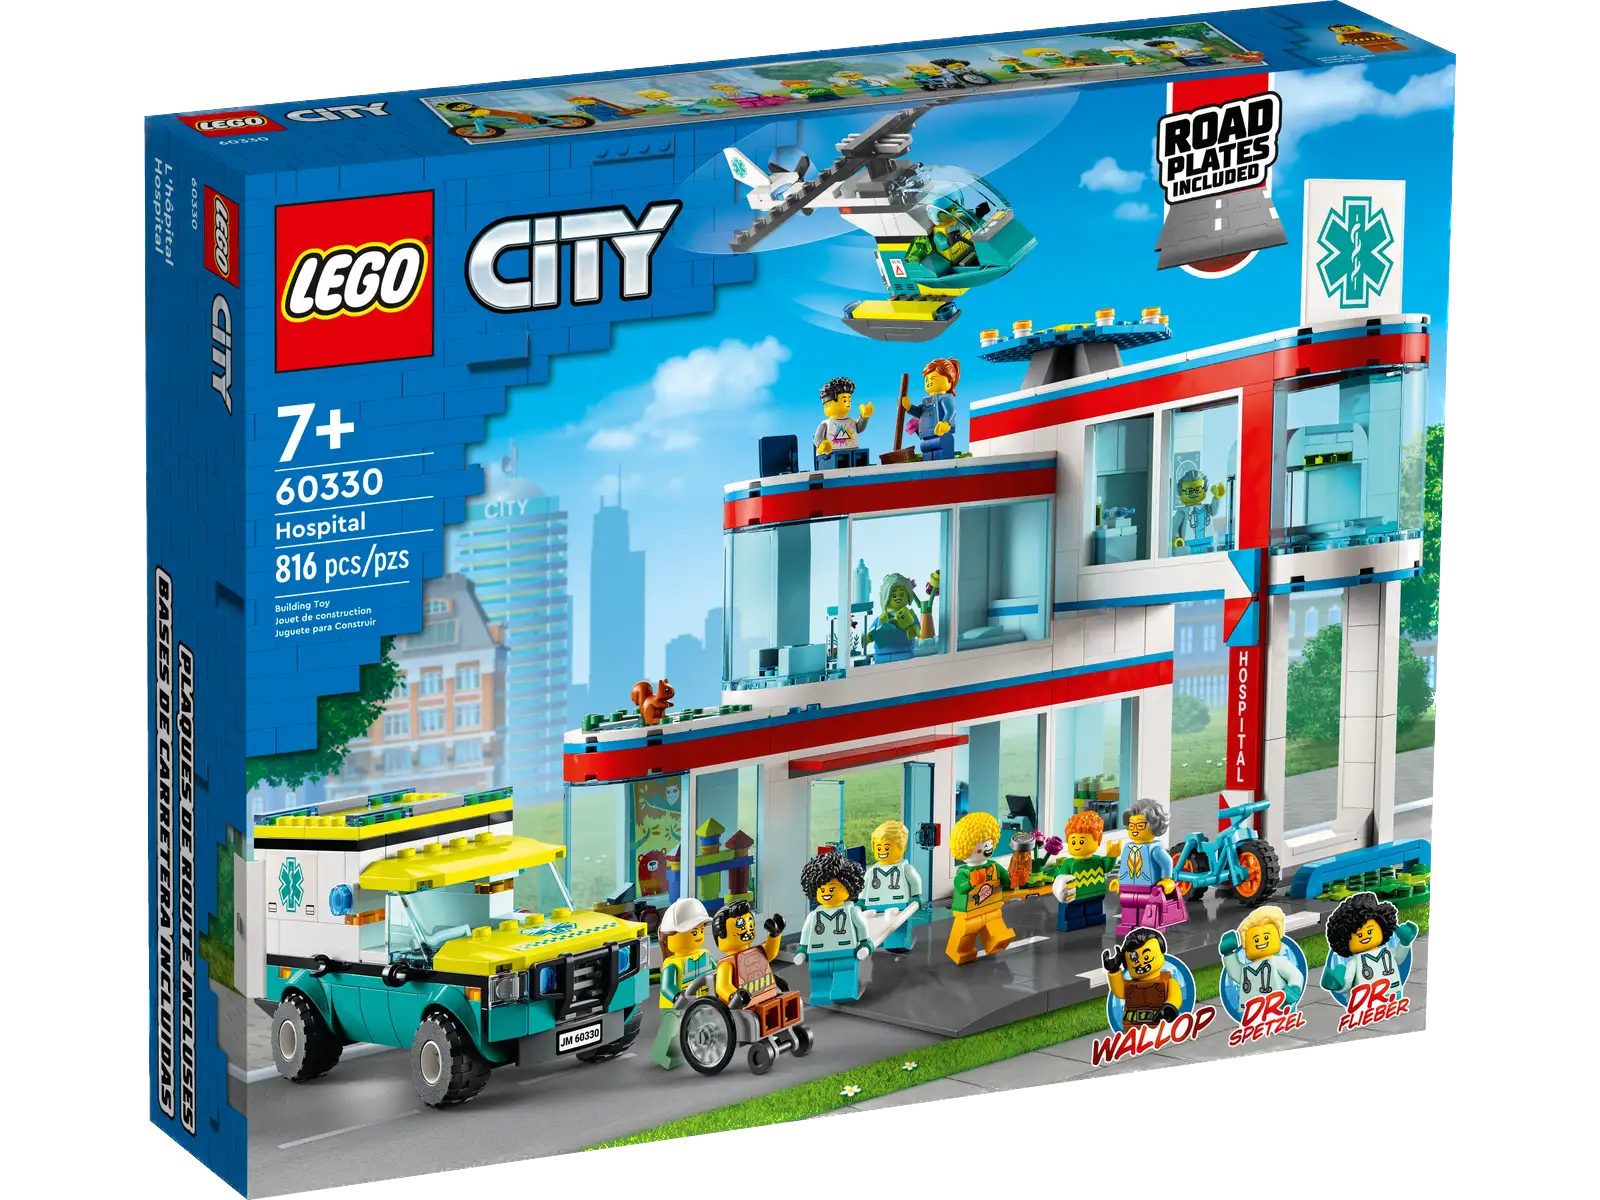 LEGO
CITY
60330
60330
L'hôpital
Hospital
LEGO
CITY
LEGO®
CITY
7+
60330
Hospital
816 pcs/pzs
Building Toy
Jouet de construction
Juguete para Construir
PLAQUES DE ROUTE INCLUSES
BASES DE CARRETERA INCLUIDAS
ROAD
PLATES
INCLUDED
CITY
HOSPITAL
JM 60330
WALLOP
DR.
SPETZEL
DR.
FLIEBER